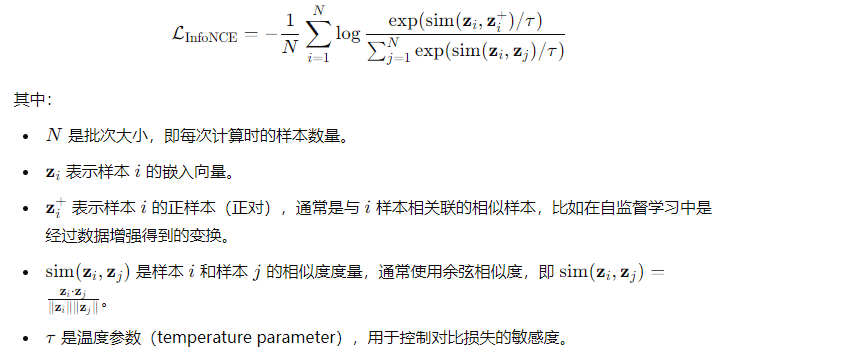 $$\mathcal{L}_{\text{InfoNCE}} = -\frac{1}{N}\sum_{i=1}^{N}\log\frac{\exp(\text{sim}(\mathbf{z}_i, \mathbf{z}_i^+)/\tau)}{\sum_{j=1}^{N}\exp(\text{sim}(\mathbf{z}_i, \mathbf{z}_j)/\tau)}$$
其中：
• $N$ 是批次大小，即每次计算时的样本数量。
• $\mathbf{z}_i$ 表示样本 $i$ 的嵌入向量。
• $\mathbf{z}_i^+$ 表示样本 $i$ 的正样本（正对），通常是与 $i$ 样本相关联的相似样本，比如在自监督学习中是
经过数据增强得到的变换。
• $\text{sim}(\mathbf{z}_i, \mathbf{z}_j)$ 是样本 $i$ 和样本 $j$ 的相似度度量，通常使用余弦相似度，即 $\text{sim}(\mathbf{z}_i, \mathbf{z}_j) =$
$\frac{\mathbf{z}_i \cdot \mathbf{z}_j}{\|\mathbf{z}_i\|\|\mathbf{z}_j\|}$。
• $\tau$ 是温度参数（temperature parameter），用于控制对比损失的敏感度。